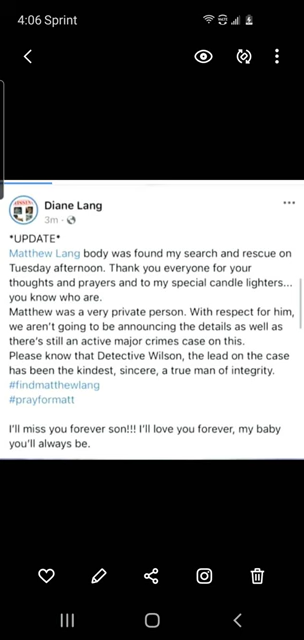 4:06 Sprint
Diane Lang
3m
*UPDATE*
Matthew Lang body was found my search and rescue on
Tuesday afternoon. Thank you everyone for your
thoughts and prayers and to my special candle lighters...
you know who are.
Matthew was a very private person. With respect for him,
we aren't going to be announcing the details as well as
there's still an active major crimes case on this.
Please know that Detective Wilson, the lead on the case
has been the kindest, sincere, a true man of integrity.
#findmatthewlang
#prayformatt
I'll miss you forever son!!! I'll love you forever, my baby
you'll always be.